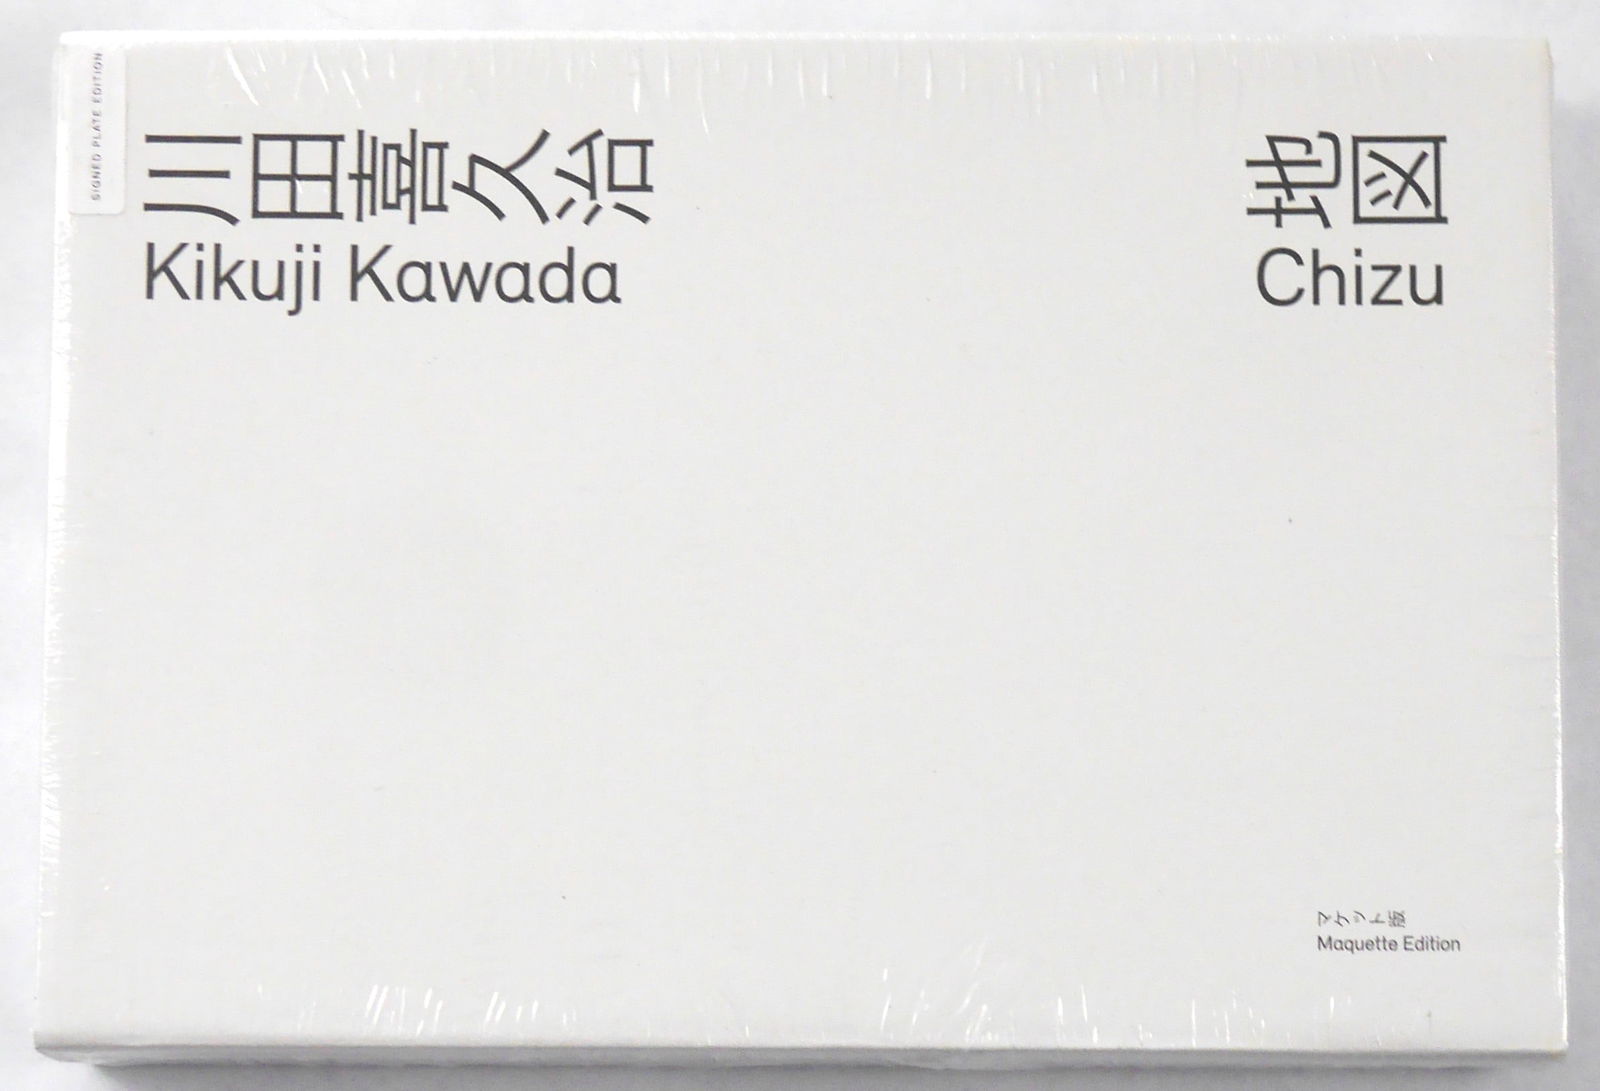 SIGNED PLATE EDITION
川田喜久治
Kikuji Kawada
地図
Chizu
マケット版
Maquette Edition